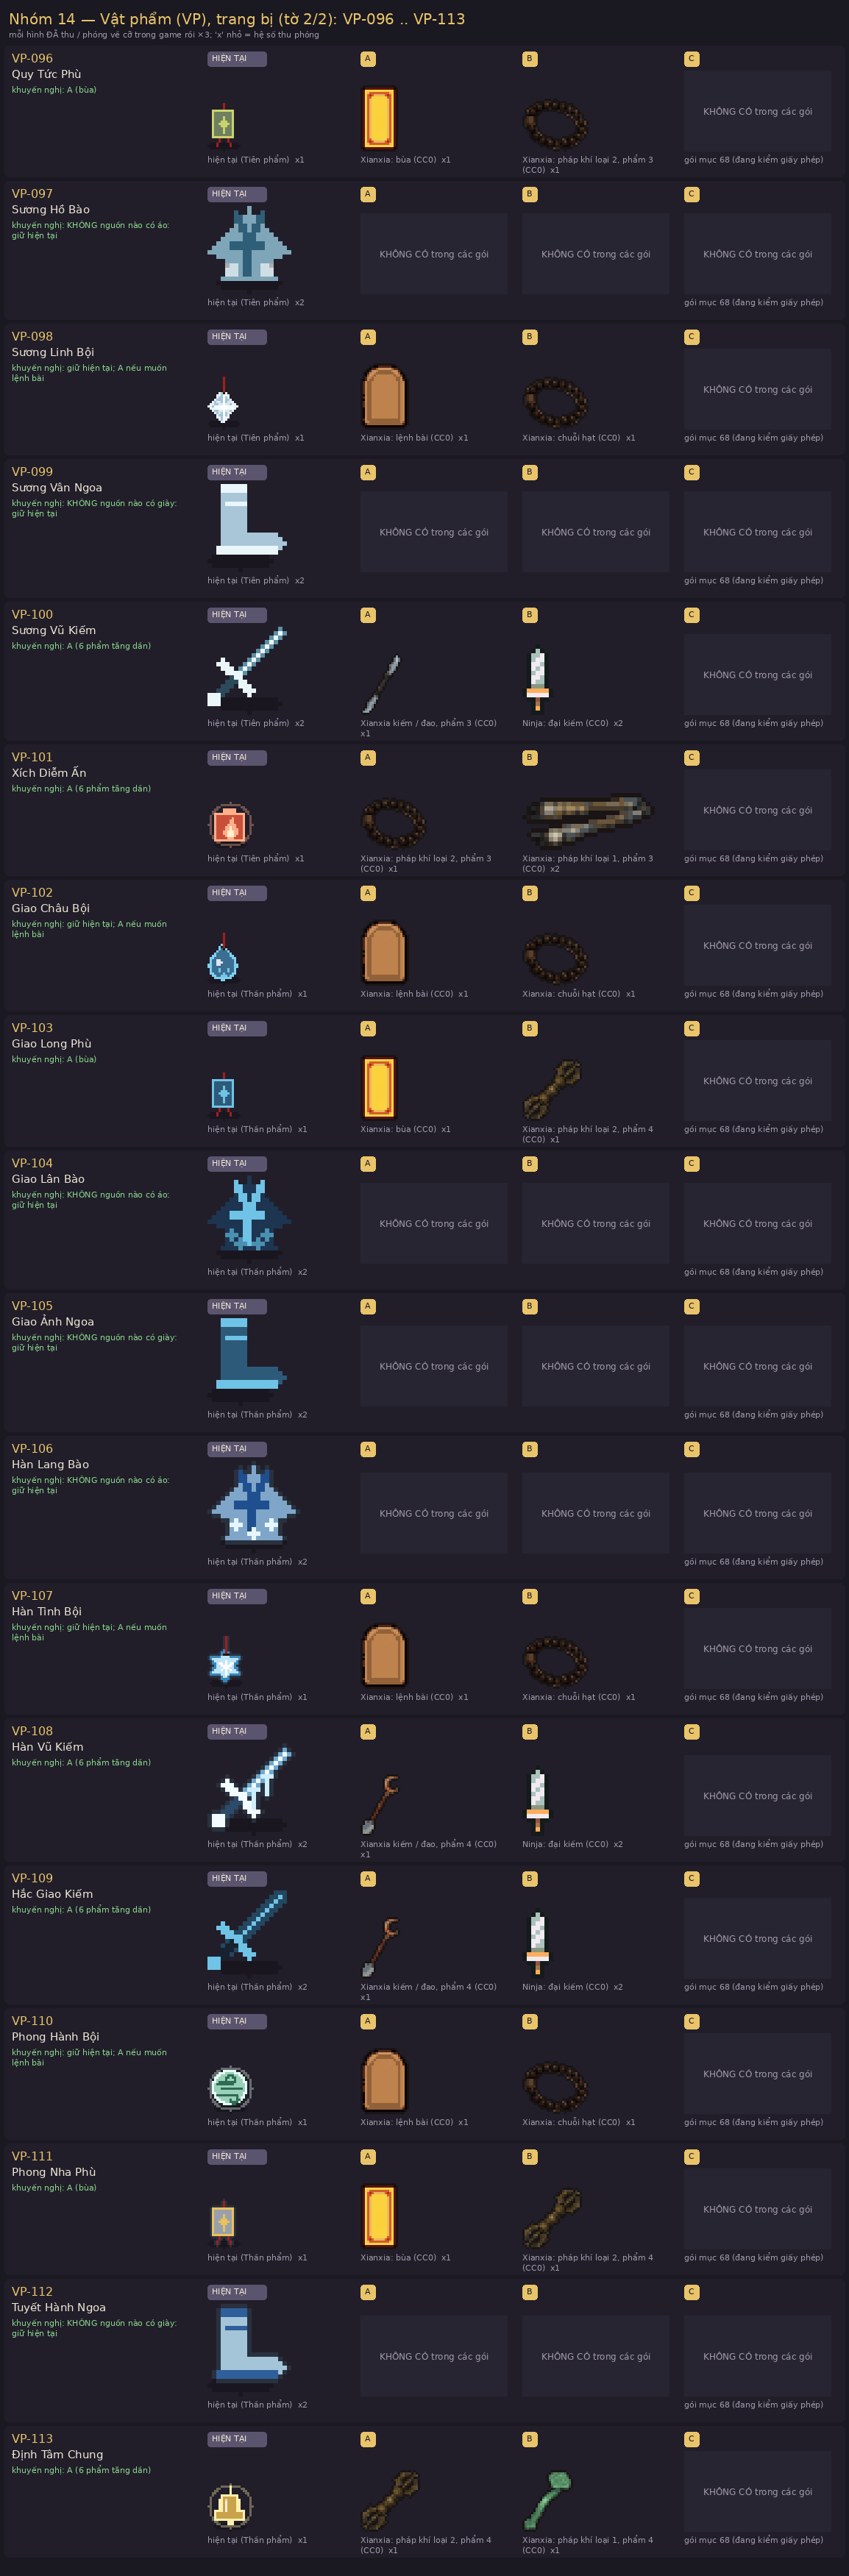 Nhóm 14 — Vật phẩm (VP), trang bị (tờ 2/2): VP-096 .. VP-113
mỗi hình ĐÃ thu / phóng về cỡ trong game rồi ×3; 'x' nhỏ = hệ số thu phóng
VP-096
Quy Tức Phù
khuyến nghị: A (bùa)
HIỆN TẠI
A
B
C
KHÔNG CÓ trong các gói
hiện tại (Tiên phẩm) x1
Xianxia: bùa (CC0) x1
Xianxia: pháp khí loại 2, phẩm 3
(CC0) x1
gói mục 68 (đang kiểm giấy phép)
VP-097
Sương Hồ Bào
khuyến nghị: KHÔNG nguồn nào có áo:
giữ hiện tại
HIỆN TẠI
A
B
C
KHÔNG CÓ trong các gói
KHÔNG CÓ trong các gói
KHÔNG CÓ trong các gói
hiện tại (Tiên phẩm) x2
gói mục 68 (đang kiểm giấy phép)
VP-098
Sương Linh Bội
khuyến nghị: giữ hiện tại; A nếu muốn
lệnh bài
HIỆN TẠI
A
B
C
KHÔNG CÓ trong các gói
hiện tại (Tiên phẩm) x1
Xianxia: lệnh bài (CC0) x1
Xianxia: chuỗi hạt (CC0) x1
gói mục 68 (đang kiểm giấy phép)
VP-099
Sương Vân Ngoa
khuyến nghị: KHÔNG nguồn nào có giày:
giữ hiện tại
HIỆN TẠI
A
B
C
KHÔNG CÓ trong các gói
KHÔNG CÓ trong các gói
KHÔNG CÓ trong các gói
hiện tại (Tiên phẩm) x2
gói mục 68 (đang kiểm giấy phép)
VP-100
Sương Vũ Kiếm
khuyến nghị: A (6 phẩm tăng dần)
HIỆN TẠI
A
B
C
KHÔNG CÓ trong các gói
hiện tại (Tiên phẩm) x2
Xianxia kiếm / đao, phẩm 3 (CC0)
x1
Ninja: đại kiếm (CC0) x2
gói mục 68 (đang kiểm giấy phép)
VP-101
Xích Diễm Ấn
khuyến nghị: A (6 phẩm tăng dần)
HIỆN TẠI
A
B
C
KHÔNG CÓ trong các gói
hiện tại (Tiên phẩm) x1
Xianxia: pháp khí loại 2, phẩm 3
(CC0) x1
Xianxia: pháp khí loại 1, phẩm 3
(CC0) x2
gói mục 68 (đang kiểm giấy phép)
VP-102
Giao Châu Bội
khuyến nghị: giữ hiện tại; A nếu muốn
lệnh bài
HIỆN TẠI
A
B
C
KHÔNG CÓ trong các gói
hiện tại (Thần phẩm) x1
Xianxia: lệnh bài (CC0) x1
Xianxia: chuỗi hạt (CC0) x1
gói mục 68 (đang kiểm giấy phép)
VP-103
Giao Long Phù
khuyến nghị: A (bùa)
HIỆN TẠI
A
B
C
KHÔNG CÓ trong các gói
hiện tại (Thần phẩm) x1
Xianxia: bùa (CC0) x1
Xianxia: pháp khí loại 2, phẩm 4
(CC0) x1
gói mục 68 (đang kiểm giấy phép)
VP-104
Giao Lân Bào
khuyến nghị: KHÔNG nguồn nào có áo:
giữ hiện tại
HIỆN TẠI
A
B
C
KHÔNG CÓ trong các gói
KHÔNG CÓ trong các gói
KHÔNG CÓ trong các gói
hiện tại (Thần phẩm) x2
gói mục 68 (đang kiểm giấy phép)
VP-105
Giao Ảnh Ngoa
khuyến nghị: KHÔNG nguồn nào có giày:
giữ hiện tại
HIỆN TẠI
A
B
C
KHÔNG CÓ trong các gói
KHÔNG CÓ trong các gói
KHÔNG CÓ trong các gói
hiện tại (Thần phẩm) x2
gói mục 68 (đang kiểm giấy phép)
VP-106
Hàn Lang Bào
khuyến nghị: KHÔNG nguồn nào có áo:
giữ hiện tại
HIỆN TẠI
A
B
C
KHÔNG CÓ trong các gói
KHÔNG CÓ trong các gói
KHÔNG CÓ trong các gói
hiện tại (Thần phẩm) x2
gói mục 68 (đang kiểm giấy phép)
VP-107
Hàn Tinh Bội
khuyến nghị: giữ hiện tại; A nếu muốn
lệnh bài
HIỆN TẠI
A
B
C
KHÔNG CÓ trong các gói
hiện tại (Thần phẩm) x1
Xianxia: lệnh bài (CC0) x1
Xianxia: chuỗi hạt (CC0) x1
gói mục 68 (đang kiểm giấy phép)
VP-108
Hàn Vũ Kiếm
khuyến nghị: A (6 phẩm tăng dần)
HIỆN TẠI
A
B
C
KHÔNG CÓ trong các gói
hiện tại (Thần phẩm) x2
Xianxia kiếm / đao, phẩm 4 (CC0)
x1
Ninja: đại kiếm (CC0) x2
gói mục 68 (đang kiểm giấy phép)
VP-109
Hắc Giao Kiếm
khuyến nghị: A (6 phẩm tăng dần)
HIỆN TẠI
A
B
C
KHÔNG CÓ trong các gói
hiện tại (Thần phẩm) x2
Xianxia kiếm / đao, phẩm 4 (CC0)
x1
Ninja: đại kiếm (CC0) x2
gói mục 68 (đang kiểm giấy phép)
VP-110
Phong Hành Bội
khuyến nghị: giữ hiện tại; A nếu muốn
lệnh bài
HIỆN TẠI
A
B
C
KHÔNG CÓ trong các gói
hiện tại (Thần phẩm) x1
Xianxia: lệnh bài (CC0) x1
Xianxia: chuỗi hạt (CC0) x1
gói mục 68 (đang kiểm giấy phép)
VP-111
Phong Nha Phù
khuyến nghị: A (bùa)
HIỆN TẠI
A
B
C
KHÔNG CÓ trong các gói
hiện tại (Thần phẩm) x1
Xianxia: bùa (CC0) x1
Xianxia: pháp khí loại 2, phẩm 4
(CC0) x1
gói mục 68 (đang kiểm giấy phép)
VP-112
Tuyết Hành Ngoa
khuyến nghị: KHÔNG nguồn nào có giày:
giữ hiện tại
HIỆN TẠI
A
B
C
KHÔNG CÓ trong các gói
KHÔNG CÓ trong các gói
KHÔNG CÓ trong các gói
hiện tại (Thần phẩm) x2
gói mục 68 (đang kiểm giấy phép)
VP-113
Định Tâm Chung
khuyến nghị: A (6 phẩm tăng dần)
HIỆN TẠI
A
B
C
KHÔNG CÓ trong các gói
hiện tại (Thần phẩm) x1
Xianxia: pháp khí loại 2, phẩm 4
(CC0) x1
Xianxia: pháp khí loại 1, phẩm 4
(CC0) x1
gói mục 68 (đang kiểm giấy phép)